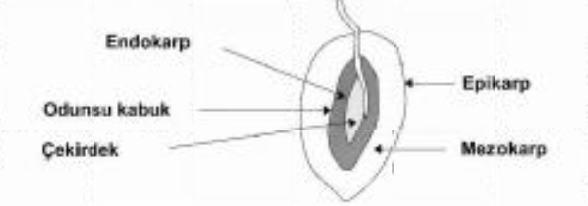 Endokarp
Epikarp
Odunsu kabuk
Çekirdek
Mezokarp